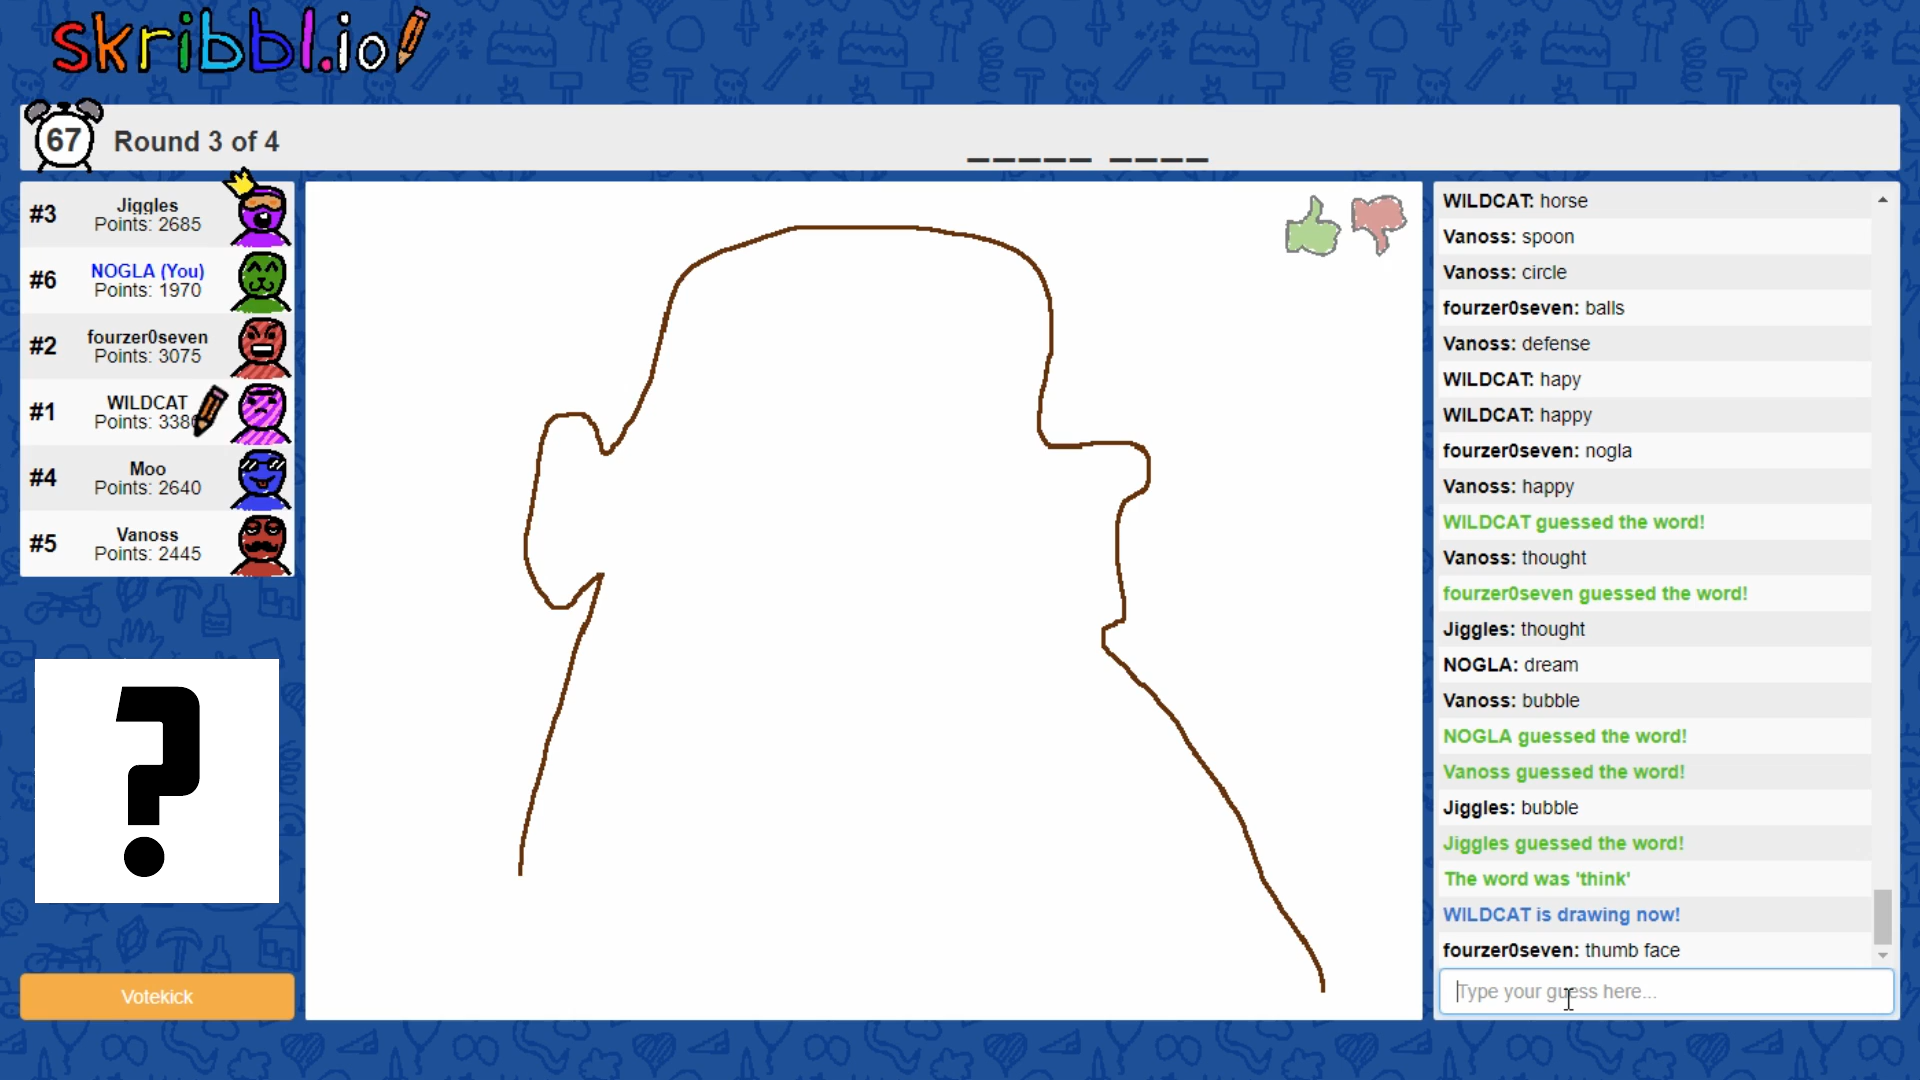 skribbl.io
67
Round 3 of 4
_____ ____
#3
Jiggles
Points: 2685
#6
NOGLA (You)
Points: 1970
#2
fourzer0seven
Points: 3075
#1
WILDCAT
Points: 338
#4
Moo
Points: 2640
#5
Vanoss
Points: 2445
?
Votekick
WILDCAT: horse
Vanoss: spoon
Vanoss: circle
fourzer0seven: balls
Vanoss: defense
WILDCAT: hapy
WILDCAT: happy
fourzer0seven: nogla
Vanoss: happy
WILDCAT guessed the word!
Vanoss: thought
fourzer0seven guessed the word!
Jiggles: thought
NOGLA: dream
Vanoss: bubble
NOGLA guessed the word!
Vanoss guessed the word!
Jiggles: bubble
Jiggles guessed the word!
The word was 'think'
WILDCAT is drawing now!
fourzer0seven: thumb face
Type your guess here...